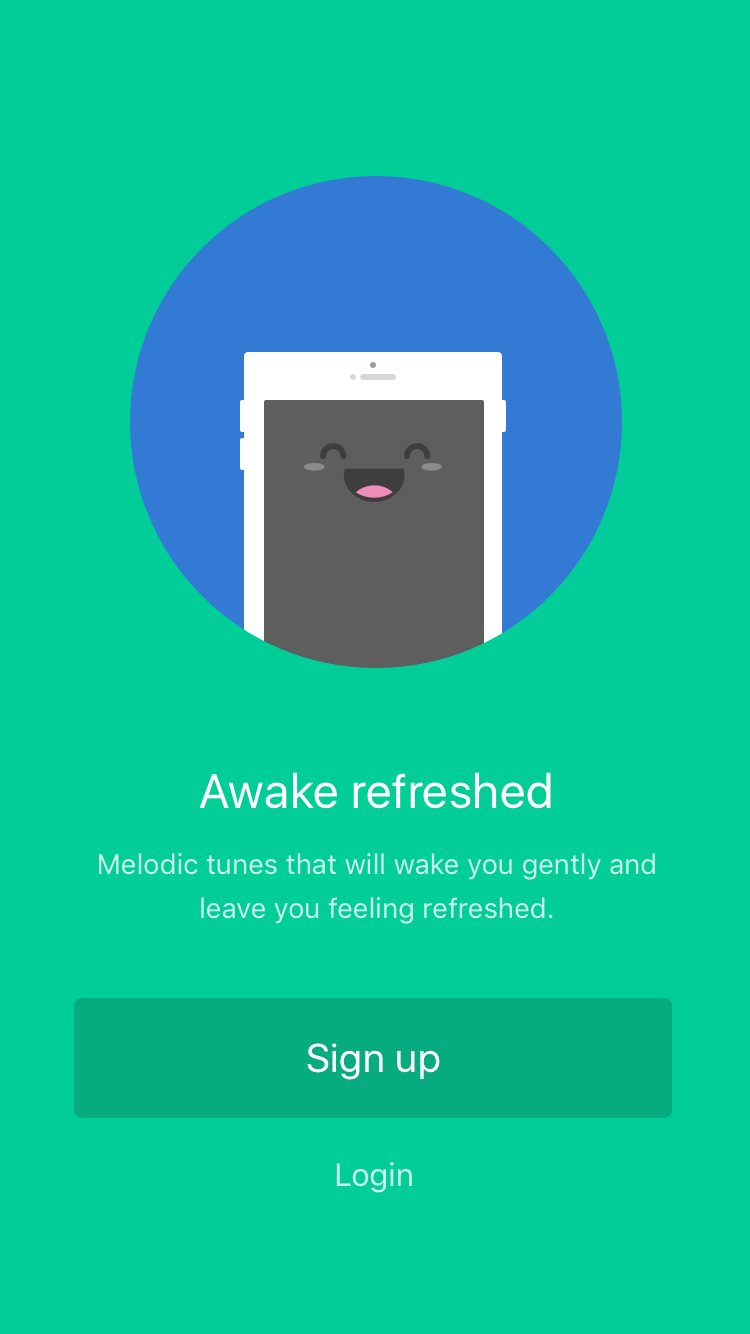 Awake refreshed
Melodic tunes that will wake you gently and
leave you feeling refreshed.
Sign up
Login